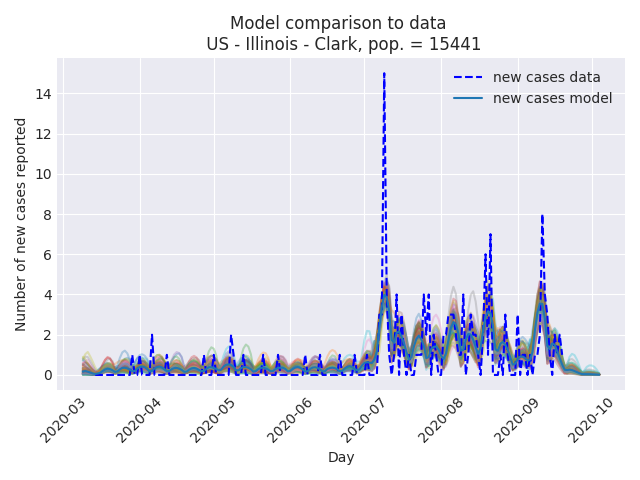 Model comparison to data
US - Illinois - Clark, pop. = 15441
new cases data
new cases model
Number of new cases reported
14
12
10
8
6
4
2
0
2020-03
2020-04
2020-05
2020-06
2020-07
2020-08
2020-09
2020-10
Day